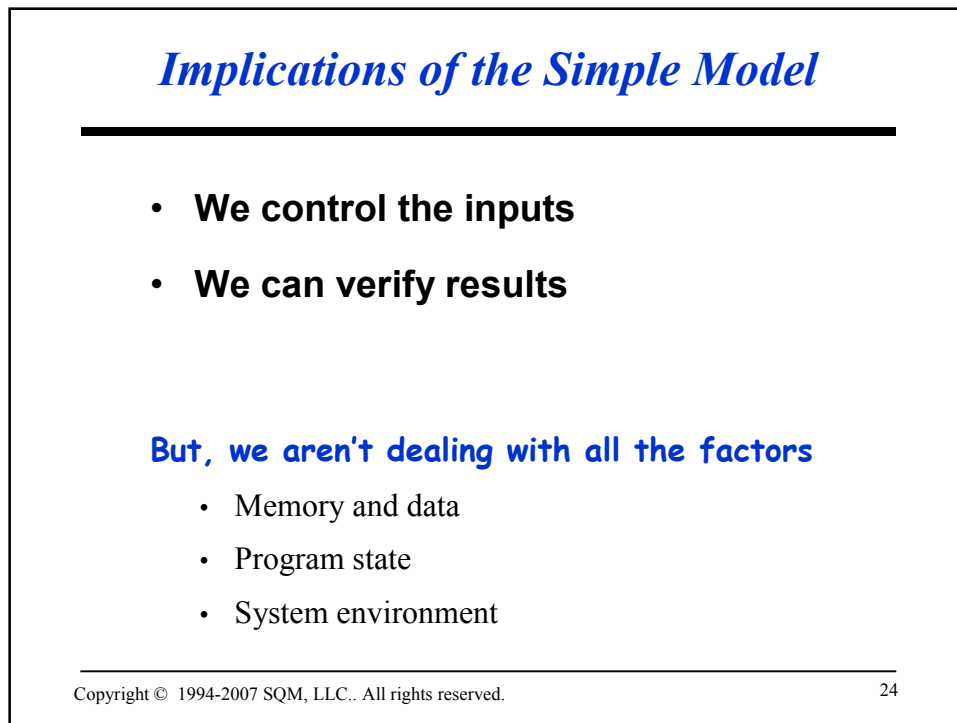 Implications of the Simple Model
• We control the inputs
• We can verify results
But, we aren't dealing with all the factors
• Memory and data
• Program state
• System environment
Copyright © 1994-2007 SQM, LLC.. All rights reserved.
24